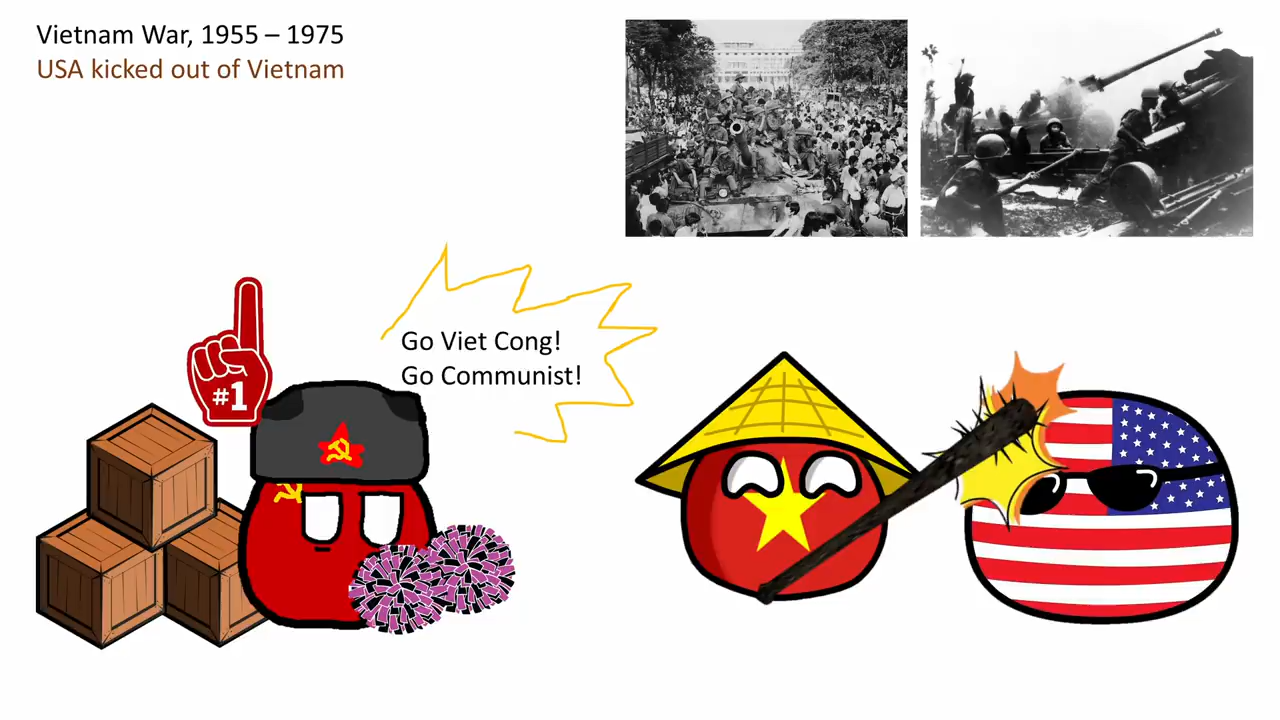 Vietnam War, 1955 – 1975
USA kicked out of Vietnam
#1
Go Viet Cong!
Go Communist!